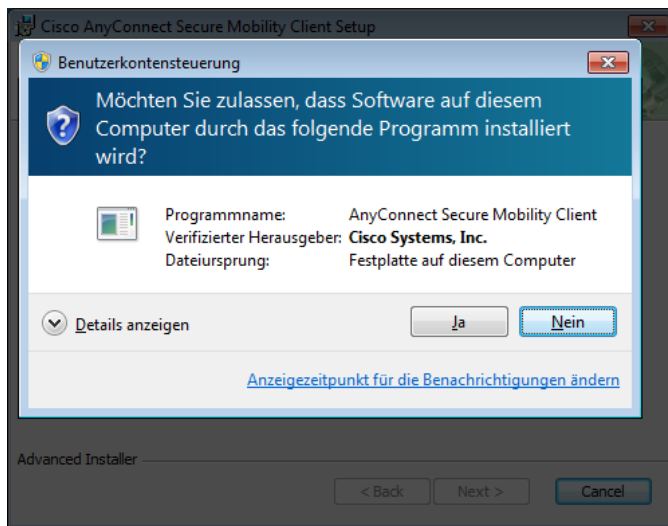 Cisco AnyConnect Secure Mobility Client Setup
Benutzerkontensteuerung
Möchten Sie zulassen, dass Software auf diesem
Computer durch das folgende Programm installiert
wird?
Programmname: AnyConnect Secure Mobility Client
Verifizierter Herausgeber: Cisco Systems, Inc.
Dateiursprung: Festplatte auf diesem Computer
Details anzeigen Ja Nein
Anzeigezeitpunkt für die Benachrichtigungen ändern
Advanced Installer
< Back Next > Cancel